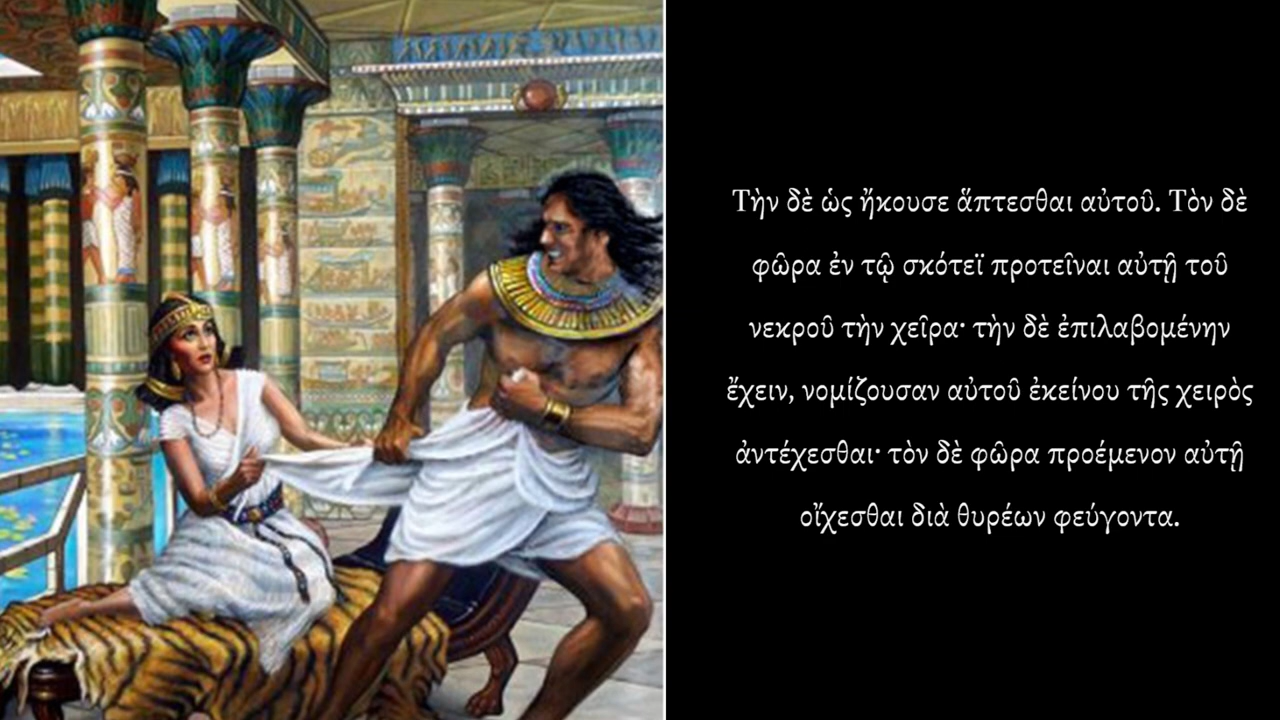 Τὴν δὲ ὡς ἤκουσε ἅπτεσθαι αὐτοῦ. Τὸν δὲ
φῶρα ἐν τῷ σκότεϊ προτεῖναι αὐτῇ τοῦ
νεκροῦ τὴν χεῖρα· τὴν δὲ ἐπιλαβομένην
ἔχειν, νομίζουσαν αὐτοῦ ἐκείνου τῆς χειρὸς
ἀντέχεσθαι· τὸν δὲ φῶρα προέμενον αὐτῇ
οἴχεσθαι διὰ θυρέων φεύγοντα.